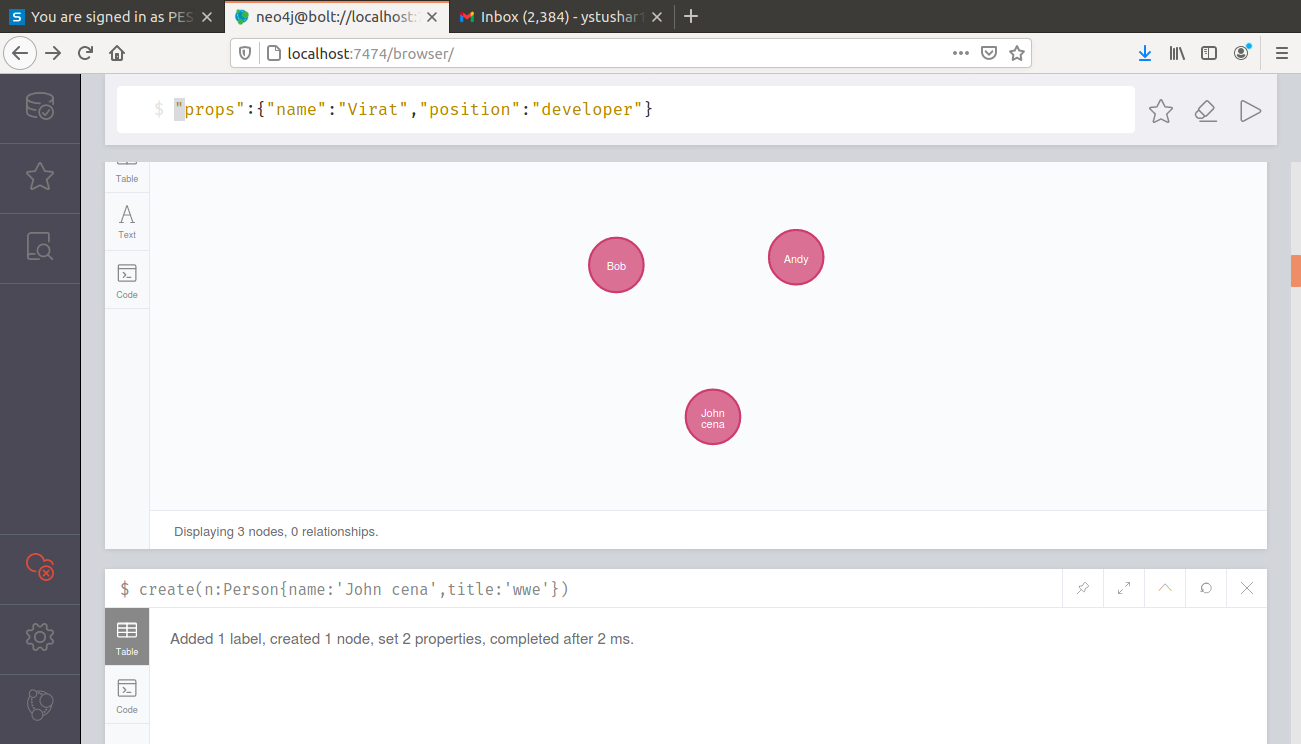 You are signed in as PES
neo4j@bolt://localhost:
Inbox (2,384) - ystushar
localhost:7474/browser/
$ "props":{"name":"Virat","position":"developer"}
Table
Text
Code
Bob
Andy
John
cena
Displaying 3 nodes, 0 relationships.
$ create(n:Person{name:'John cena',title:'wwe'})
Table
Added 1 label, created 1 node, set 2 properties, completed after 2 ms.
Code